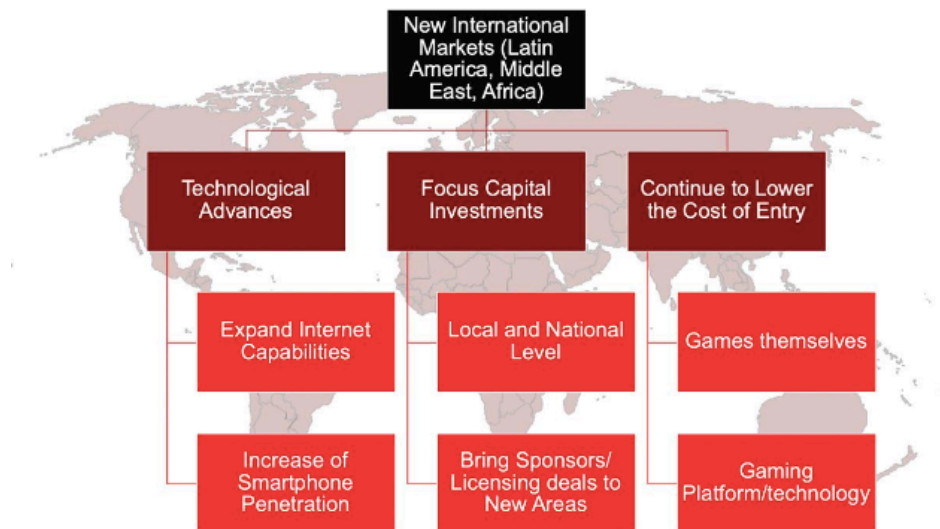 New International
Markets (Latin
America, Middle
East, Africa)
Technological
Advances
Focus Capital
Investments
Continue to Lower
the Cost of Entry
Expand Internet
Capabilities
Local and National
Level
Games themselves
Increase of
Smartphone
Penetration
Bring Sponsors/
Licensing deals to
New Areas
Gaming
Platform/technology